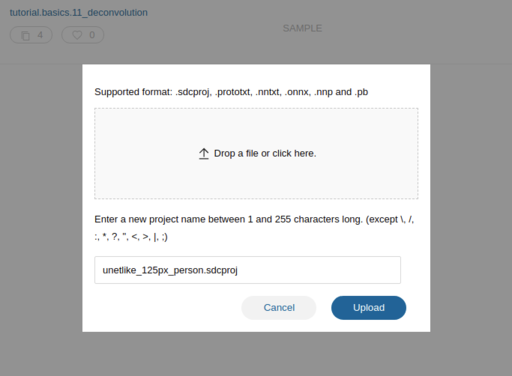 tutorial.basics.11_deconvolution
4
0
SAMPLE
Supported format: .sdcproj, .prototxt, .nntxt, .onnx, .nnp and .pb
Drop a file or click here.
Enter a new project name between 1 and 255 characters long. (except \, /,
:, *, ?, ", <, >, |, ;)
unetlike_125px_person.sdcproj
Cancel
Upload